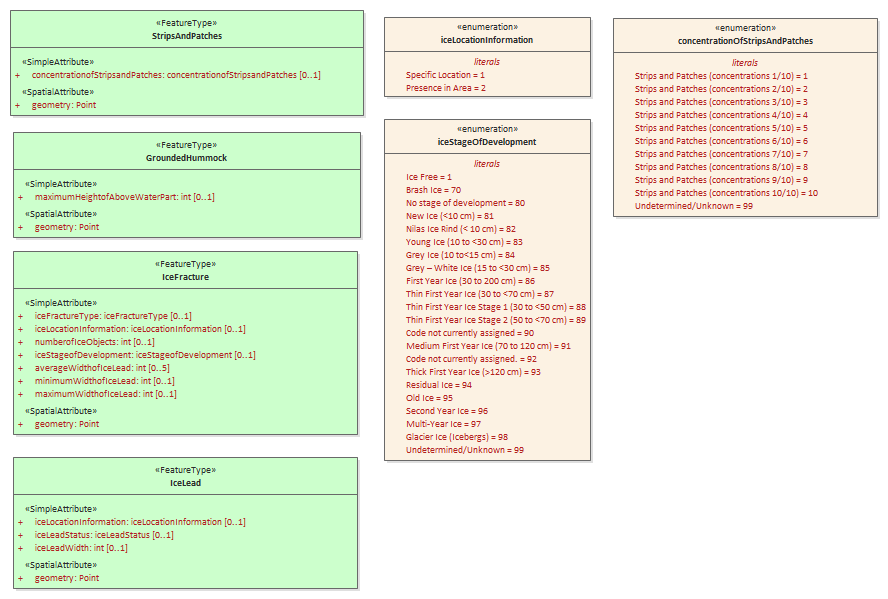 «FeatureType»
StripsAndPatches
«SimpleAttribute»
+ concentrationofStripsandPatches: concentrationofStripsandPatches [0..1]
«SpatialAttribute»
+ geometry: Point
«FeatureType»
GroundedHummock
«SimpleAttribute»
+ maximumHeightofAboveWaterPart: int [0..1]
«SpatialAttribute»
+ geometry: Point
«FeatureType»
IceFracture
«SimpleAttribute»
+ iceFractureType: iceFractureType [0..1]
+ iceLocationInformation: iceLocationInformation [0..1]
+ numberofIceObjects: int [0..1]
+ iceStageofDevelopment: iceStageofDevelopment [0..1]
+ averageWidthofIceLead: int [0..5]
+ minimumWidthofIceLead: int [0..1]
+ maximumWidthofIceLead: int [0..1]
«SpatialAttribute»
+ geometry: Point
«FeatureType»
IceLead
«SimpleAttribute»
+ iceLocationInformation: iceLocationInformation [0..1]
+ iceLeadStatus: iceLeadStatus [0..1]
+ iceLeadWidth: int [0..1]
«SpatialAttribute»
+ geometry: Point
«enumeration»
iceLocationInformation
literals
Specific Location = 1
Presence in Area = 2
«enumeration»
iceStageOfDevelopment
literals
Ice Free = 1
Brash Ice = 70
No stage of development = 80
New Ice (<10 cm) = 81
Nilas Ice Rind (< 10 cm) = 82
Young Ice (10 to <30 cm) = 83
Grey Ice (10 to<15 cm) = 84
Grey – White Ice (15 to <30 cm) = 85
First Year Ice (30 to 200 cm) = 86
Thin First Year Ice (30 to <70 cm) = 87
Thin First Year Ice Stage 1 (30 to <50 cm) = 88
Thin First Year Ice Stage 2 (50 to <70 cm) = 89
Code not currently assigned = 90
Medium First Year Ice (70 to 120 cm) = 91
Code not currently assigned. = 92
Thick First Year Ice (>120 cm) = 93
Residual Ice = 94
Old Ice = 95
Second Year Ice = 96
Multi-Year Ice = 97
Glacier Ice (Icebergs) = 98
Undetermined/Unknown = 99
«enumeration»
concentrationOfStripsAndPatches
literals
Strips and Patches (concentrations 1/10) = 1
Strips and Patches (concentrations 2/10) = 2
Strips and Patches (concentrations 3/10) = 3
Strips and Patches (concentrations 4/10) = 4
Strips and Patches (concentrations 5/10) = 5
Strips and Patches (concentrations 6/10) = 6
Strips and Patches (concentrations 7/10) = 7
Strips and Patches (concentrations 8/10) = 8
Strips and Patches (concentrations 9/10) = 9
Strips and Patches (concentrations 10/10) = 10
Undetermined/Unknown = 99